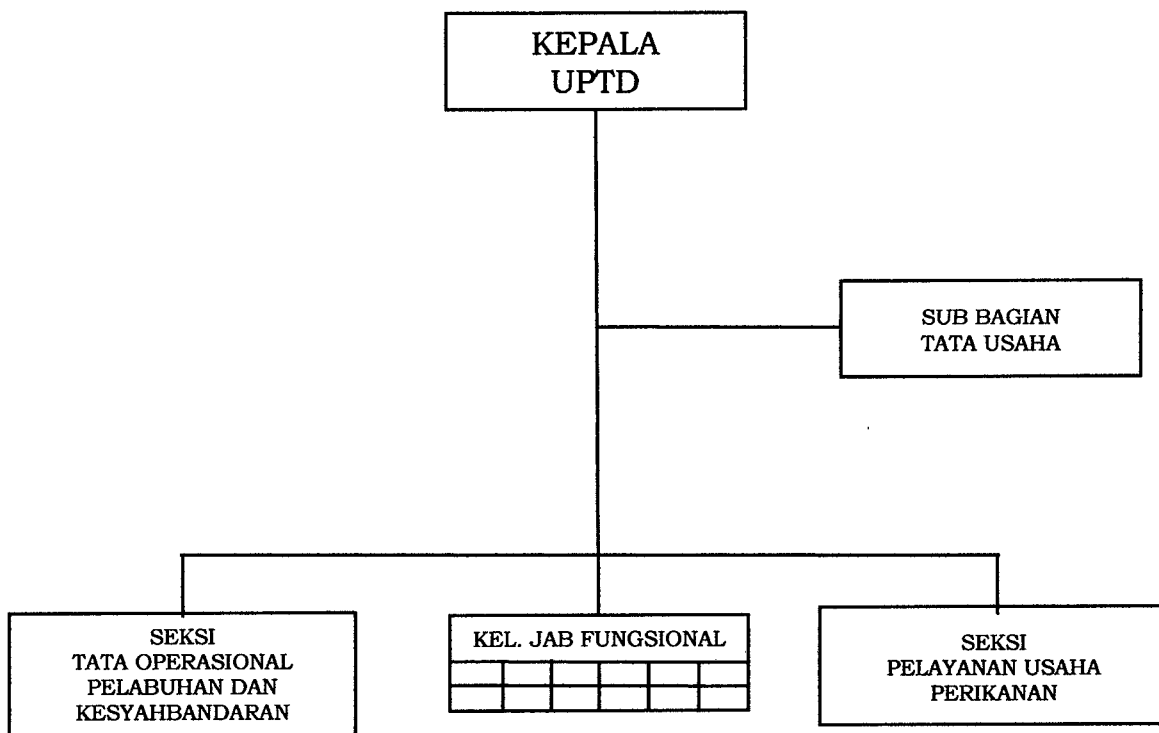 KEPALA
UPTD
SUB BAGIAN
TATA USAHA
SEKSI
TATA OPERASIONAL
PELABUHAN DAN
KESYAHBANDARAN
KEL. JAB FUNGSIONAL
SEKSI
PELAYANAN USAHA
PERIKANAN